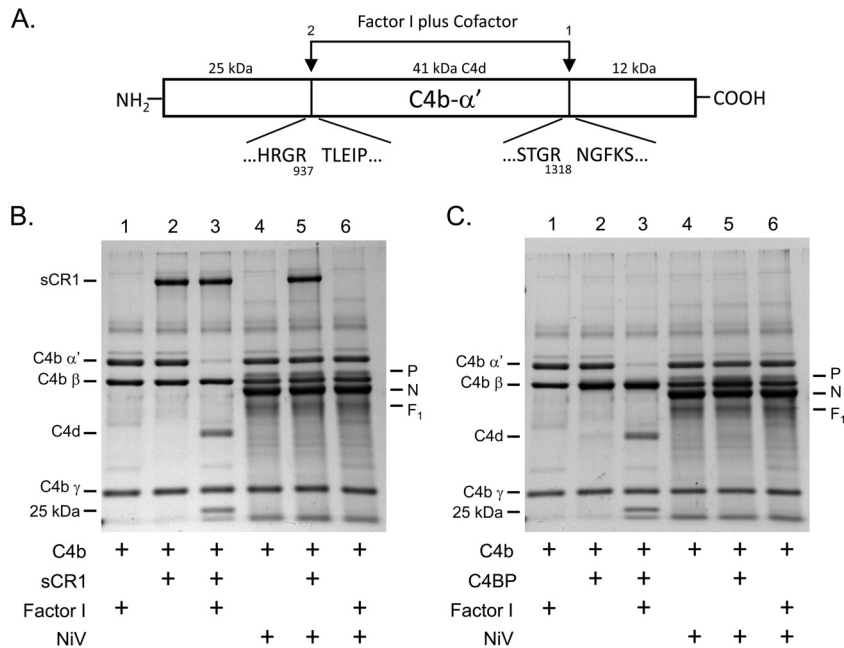 A.
Factor I plus Cofactor
2 1
25 kDa 41 kDa C4d 12 kDa
NH2 C4b-α' COOH
...HRGR TLEIP... ...STGR NGFKS...
937 1318
B.
1 2 3 4 5 6
sCR1
C4b α'
P
C4b β
N
F1
C4d
C4b γ
25 kDa
C4b + + + + + +
sCR1 + + +
Factor I + + +
NiV + + +
C.
1 2 3 4 5 6
C4b α'
P
C4b β
N
F1
C4d
C4b γ
25 kDa
C4b + + + + + +
C4BP + + +
Factor I + + +
NiV + + +